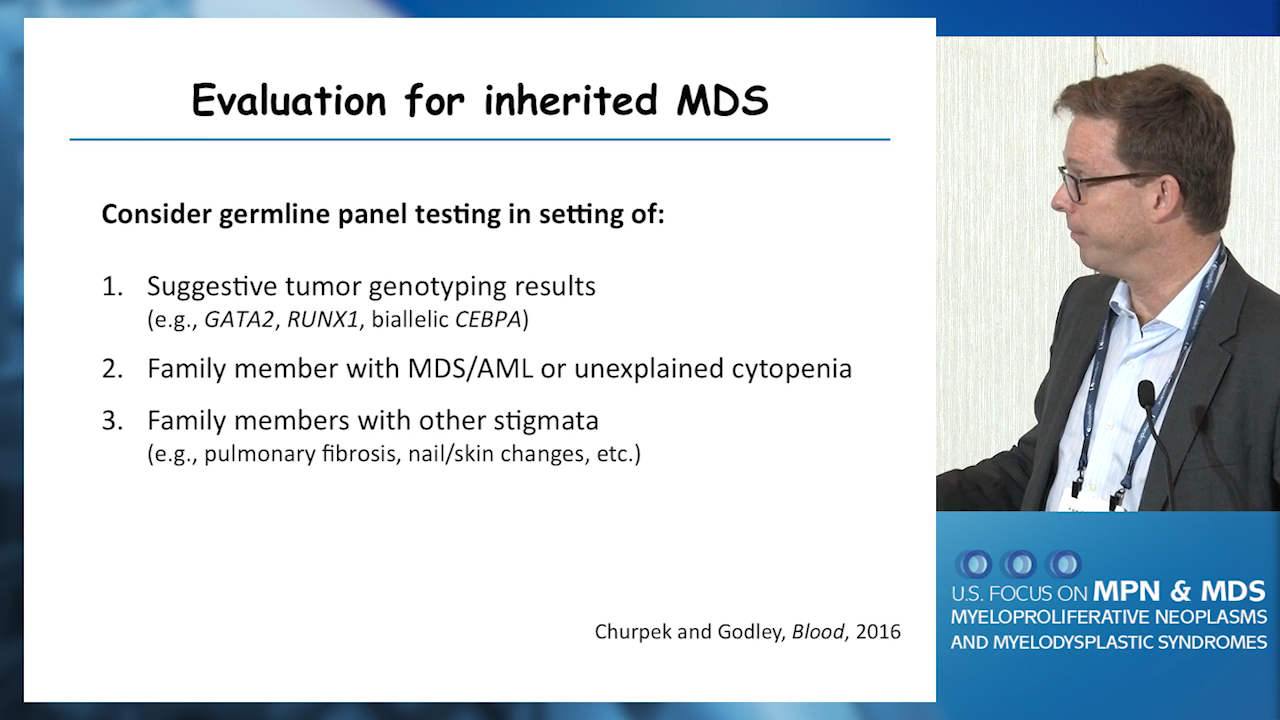 Evaluation for inherited MDS
Consider germline panel testing in setting of:
1. Suggestive tumor genotyping results
(e.g., GATA2, RUNX1, biallelic CEBPA)
2. Family member with MDS/AML or unexplained cytopenia
3. Family members with other stigmata
(e.g., pulmonary fibrosis, nail/skin changes, etc.)
Churpek and Godley, Blood, 2016
U.S. FOCUS ON MPN & MDS
MYELOPROLIFERATIVE NEOPLASMS
AND MYELODYSPLASTIC SYNDROMES